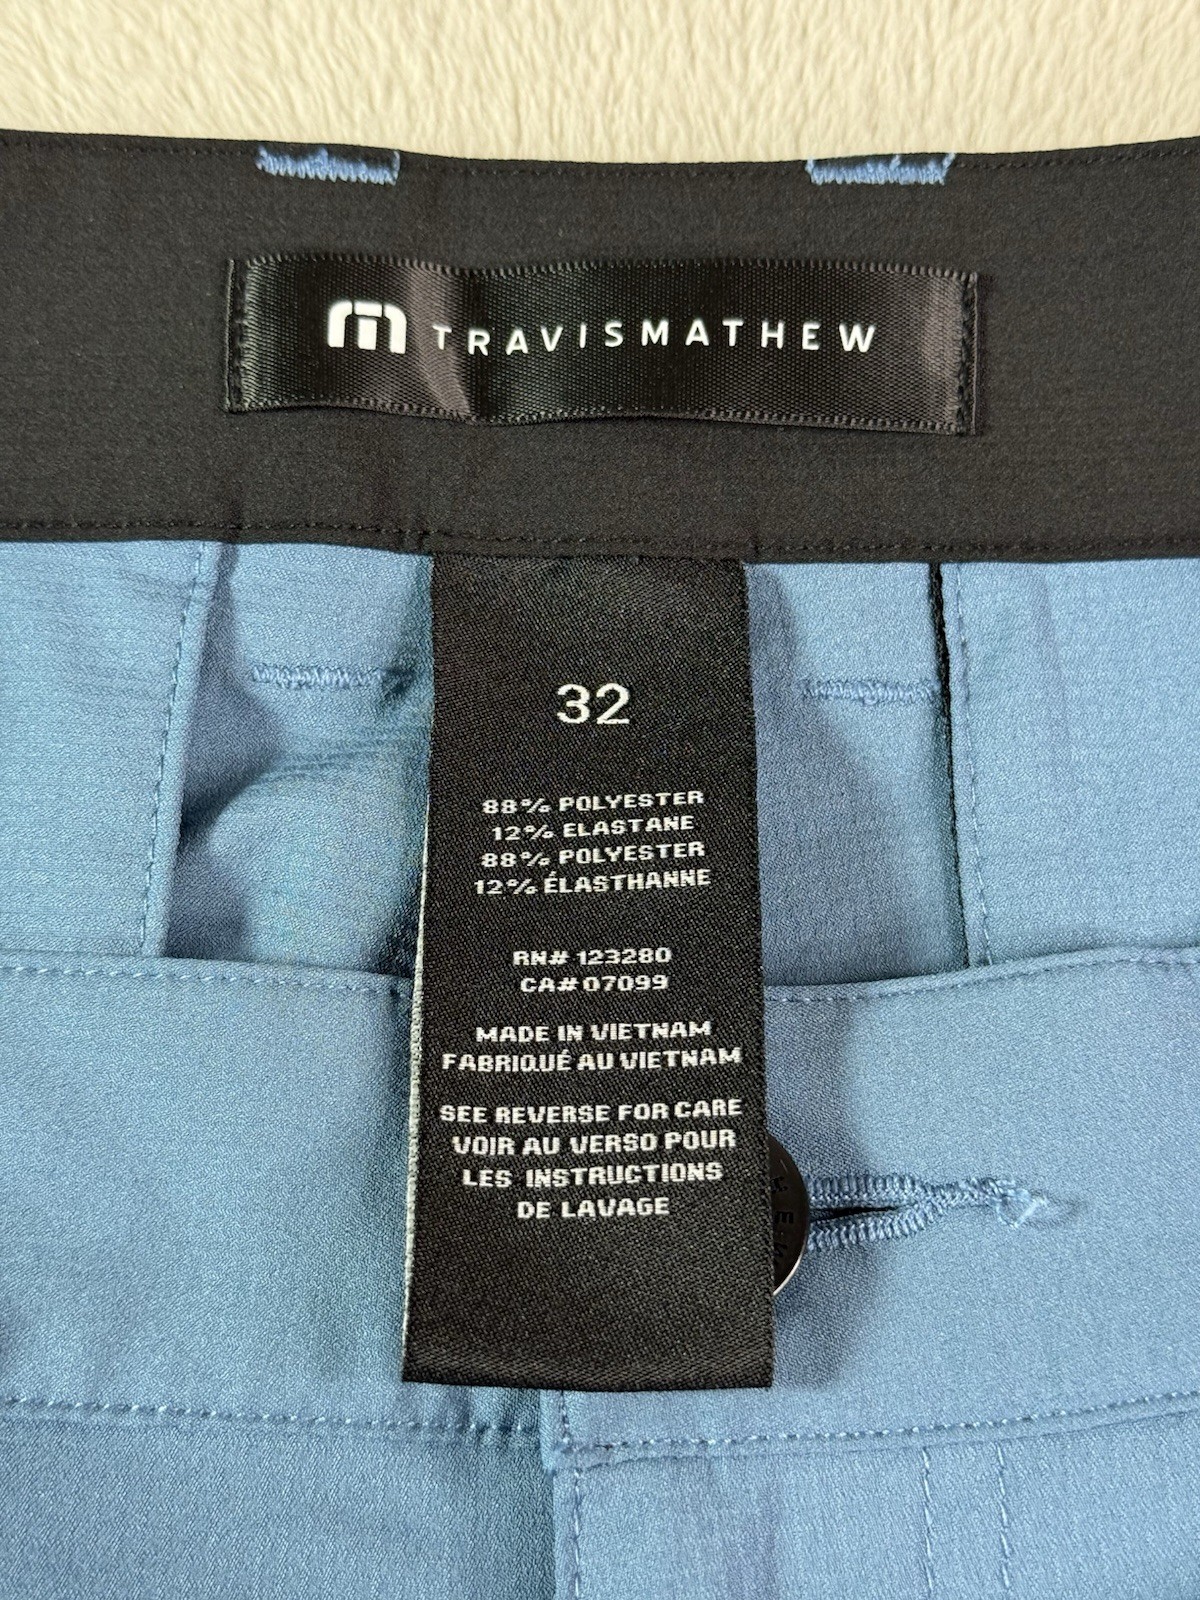 TRAVISMATHEW
32
88% POLYESTER
12% ELASTANE
88% POLYESTER
12% ÉLASTHANNE
RN# 123280
CA# 07099
MADE IN VIETNAM
FABRIQUÉ AU VIETNAM
SEE REVERSE FOR CARE
VOIR AU VERSO POUR
LES INSTRUCTIONS
DE LAVAGE